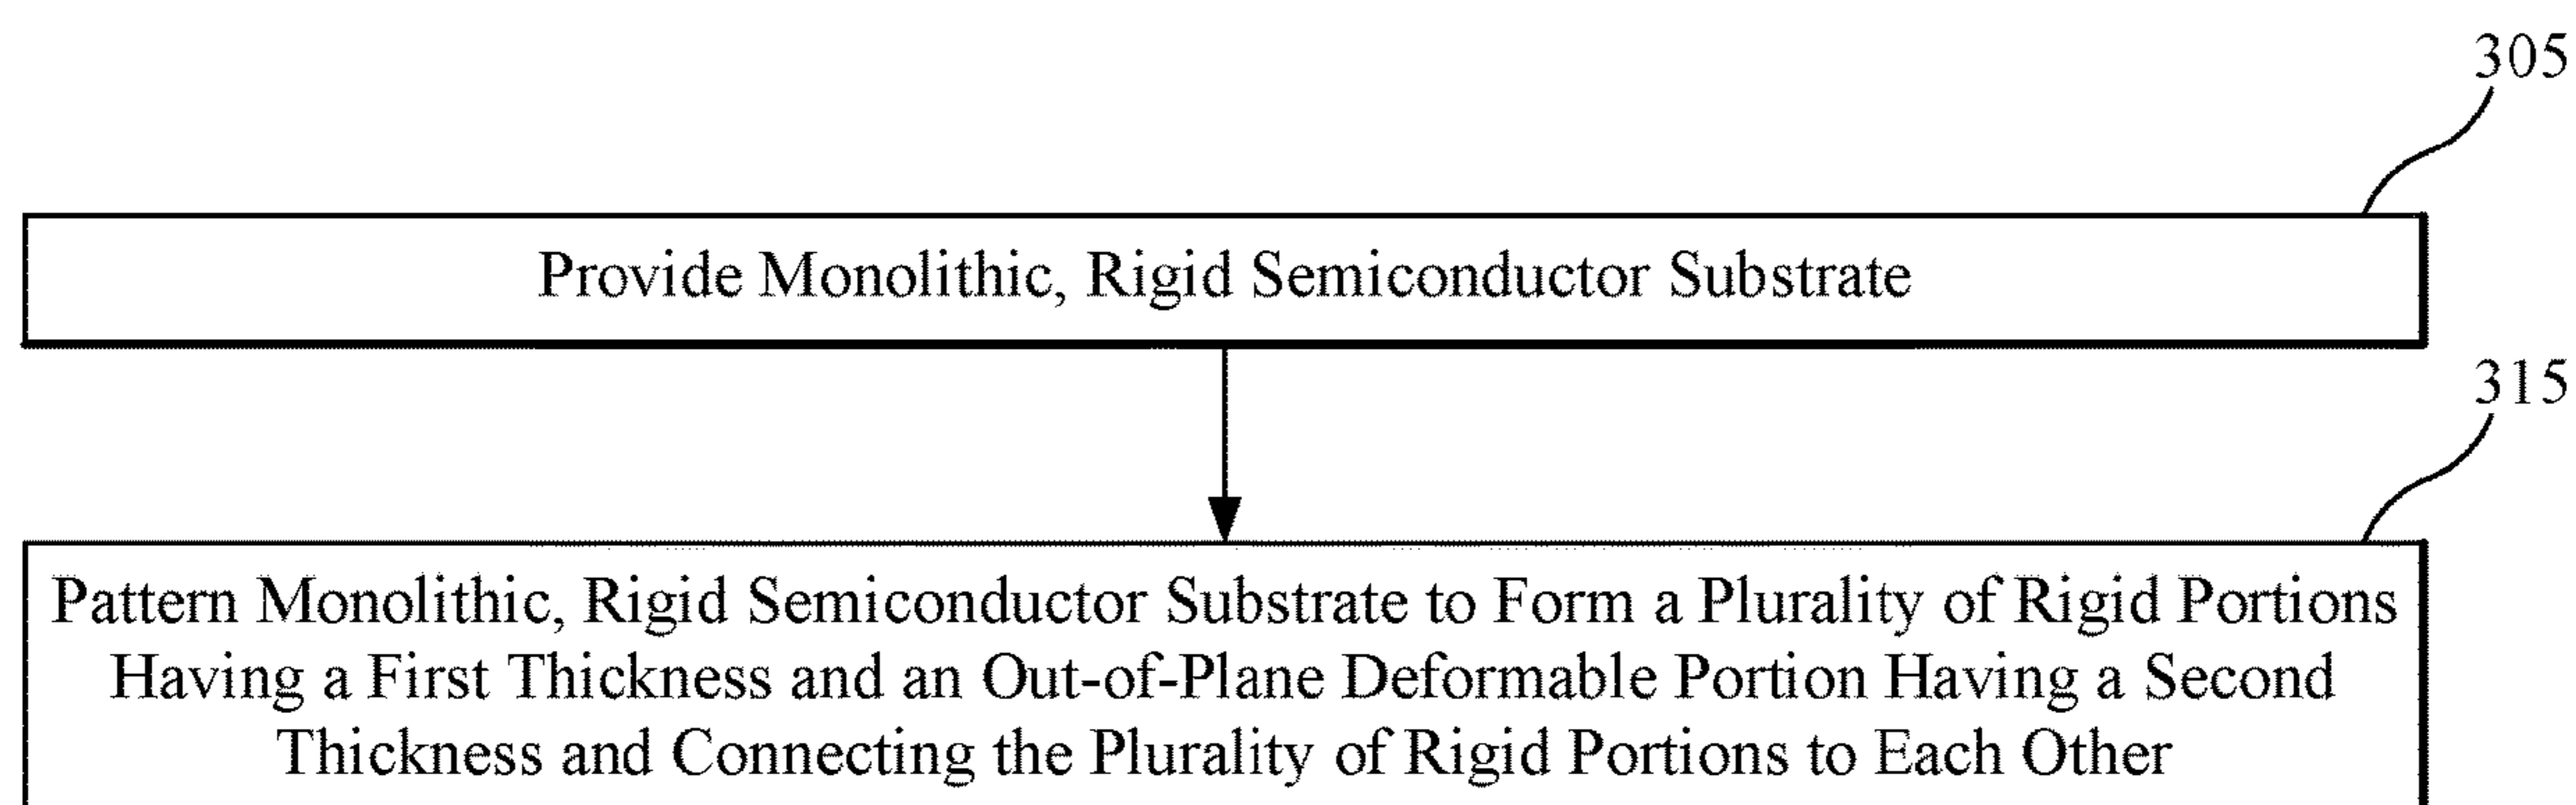 305
Provide Monolithic, Rigid Semiconductor Substrate
315
Pattern Monolithic, Rigid Semiconductor Substrate to Form a Plurality of Rigid Portions
Having a First Thickness and an Out-of-Plane Deformable Portion Having a Second
Thickness and Connecting the Plurality of Rigid Portions to Each Other